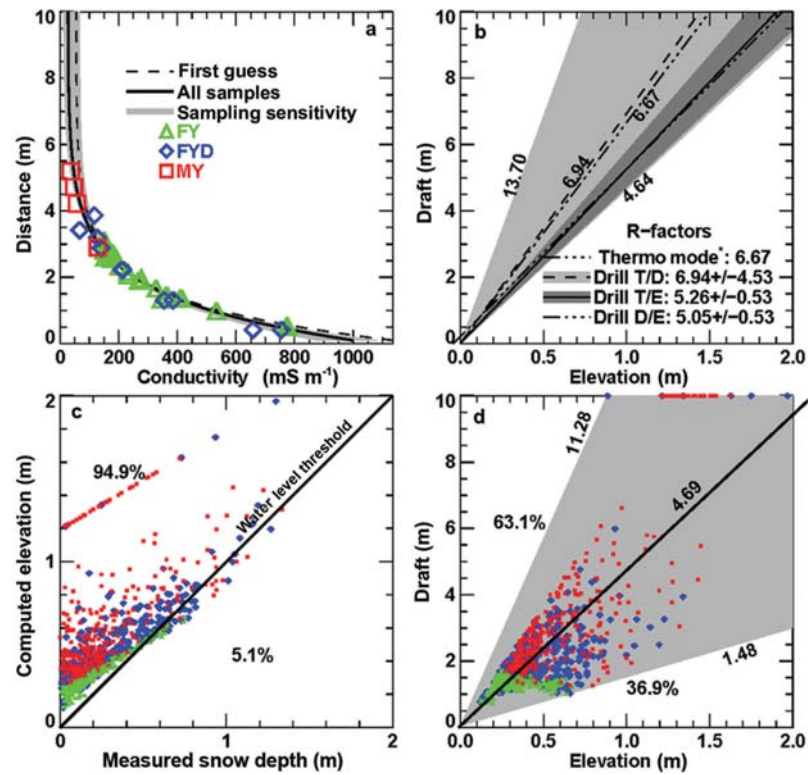 a
First guess
All samples
Sampling sensitivity
FY
FYD
MY
Distance (m)
10
8
6
4
2
0
0 200 400 600 800 1000
Conductivity (mS m⁻¹)
b
13.70
6.94
6.67
4.64
R-factors
Thermo mode*: 6.67
Drill T/D: 6.94+/−4.53
Drill T/E: 5.26+/−0.53
Drill D/E: 5.05+/−0.53
Draft (m)
10
8
6
4
2
0
0.0 0.5 1.0 1.5 2.0
Elevation (m)
c
94.9%
Water level threshold
5.1%
Computed elevation (m)
2
1
0
0 1 2
Measured snow depth (m)
d
11.28
63.1%
4.69
1.48
36.9%
Draft (m)
10
8
6
4
2
0
0.0 0.5 1.0 1.5 2.0
Elevation (m)